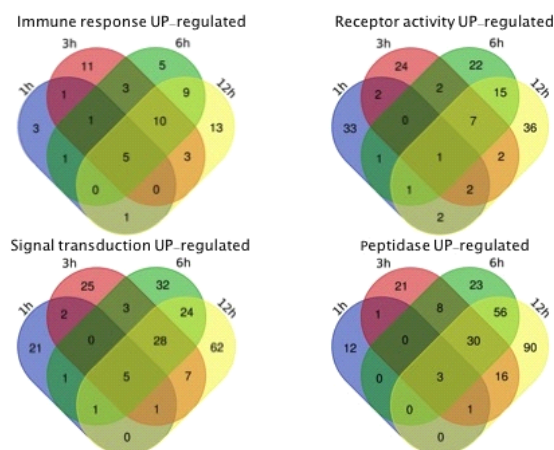 Immune response UP-regulated
3h 6h
1h 12h
11 5
1 3 9
3 1 10 13
1 5 3
0 0
1
Receptor activity UP-regulated
3h 6h
1h 12h
24 22
2 2 15
33 0 7 36
1 1 2
1 2
2
Signal transduction UP-regulated
3h 6h
1h 12h
25 32
2 3 24
21 0 28 62
1 5 7
1 1
0
Peptidase UP-regulated
3h 6h
1h 12h
21 23
1 8 56
12 0 30 90
0 3 16
0 1
0